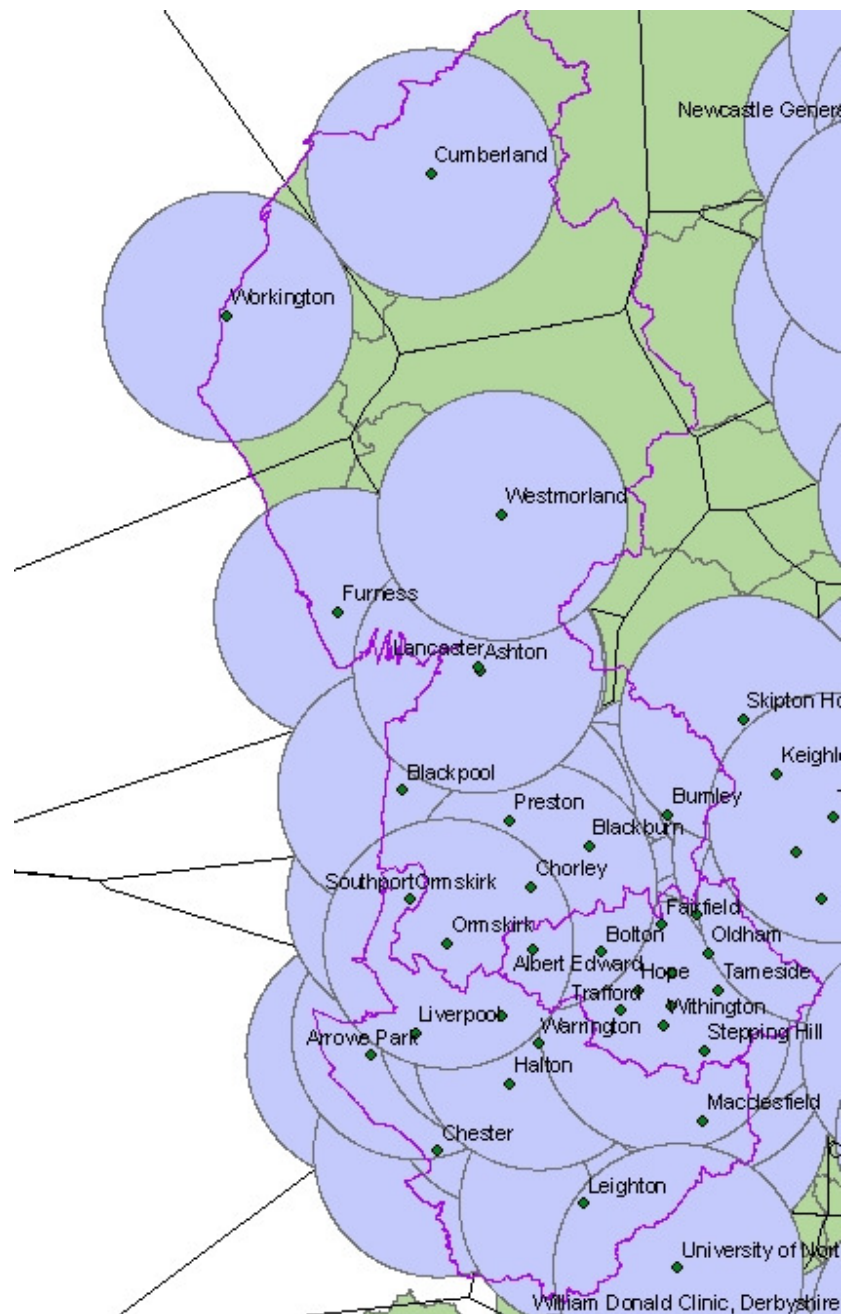 Newcastle Genera
Cumberland
Workington
Westmorland
Furness
Lancaster Ashton
Skipton Ho
Keighle
Blackpool
Preston
Burnley
Blackburn
Chorley
Southport Ormskirk
Fairfield
Ormskirk
Bolton
Oldham
Albert Edward
Hope
Tameside
Trafford
Withington
Liverpool
Warrington
Stepping Hill
Arrowe Park
Halton
Macclesfield
Chester
Leighton
University of Nort
William Donald Clinic, Derbyshire